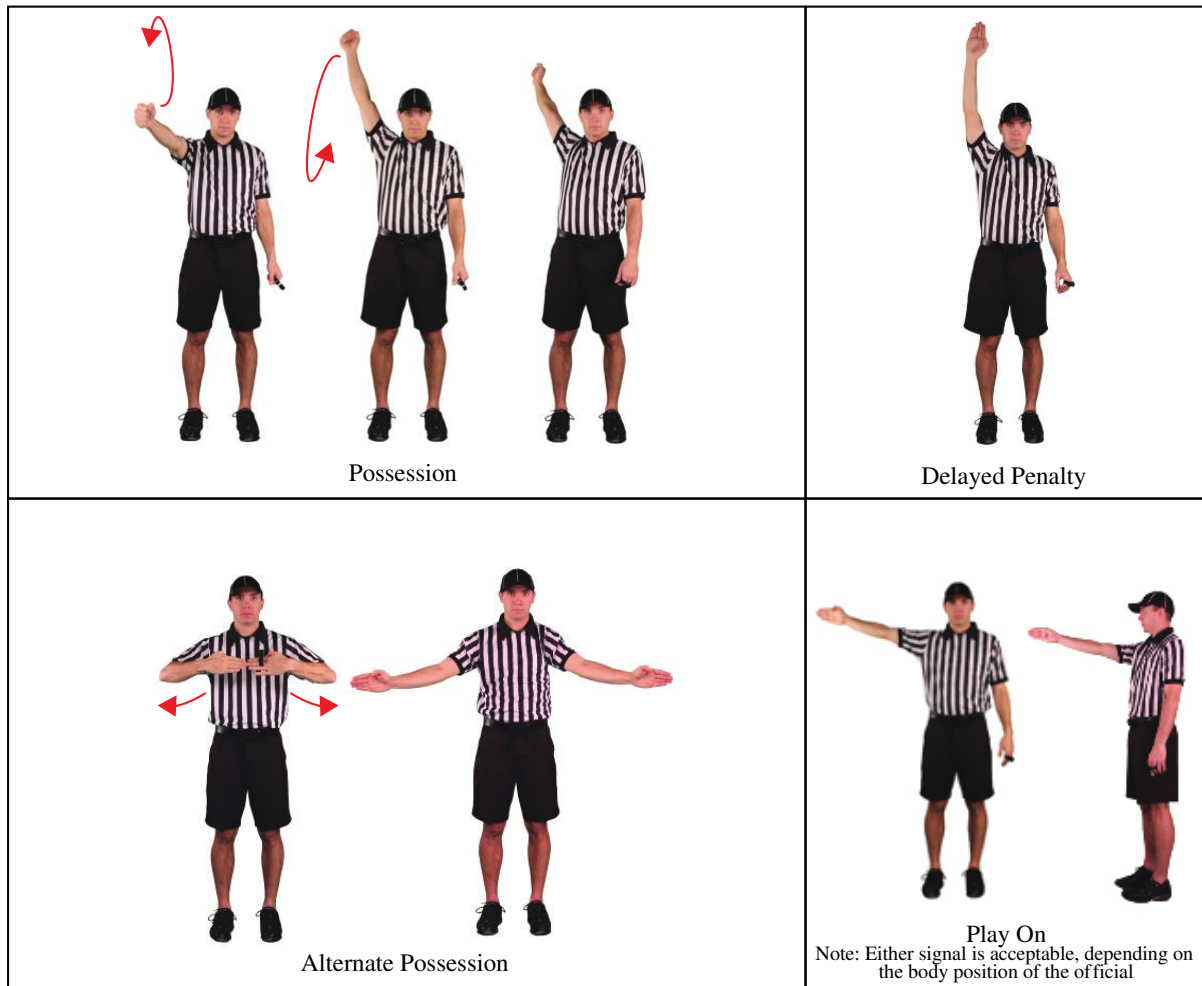 Possession
Delayed Penalty
Alternate Possession
Play On
Note: Either signal is acceptable, depending on
the body position of the official